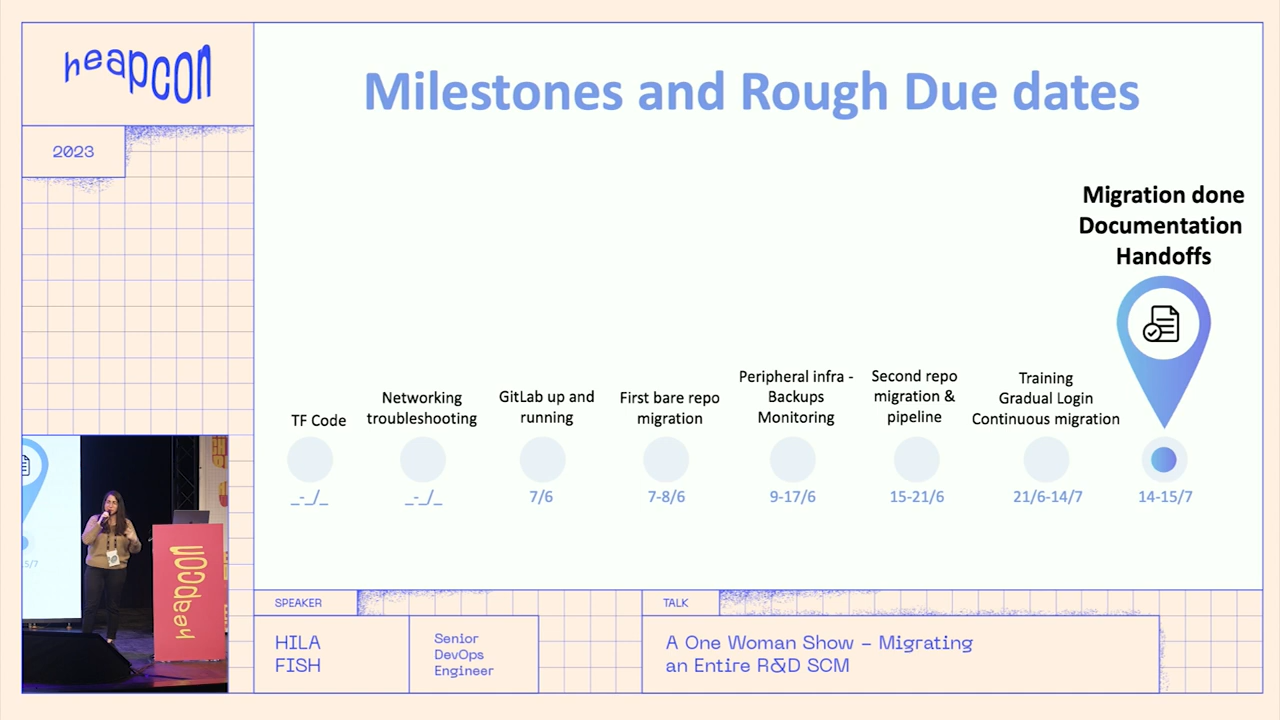 heapcon
2023
Milestones and Rough Due dates
Migration done
Documentation
Handoffs
TF Code
Networking
troubleshooting
GitLab up and
running
First bare repo
migration
Peripheral infra -
Backups
Monitoring
Second repo
migration &
pipeline
Training
Gradual Login
Continuous migration
_-_/_
_-_/_
7/6
7-8/6
9-17/6
15-21/6
21/6-14/7
14-15/7
5/7
heapcon
SPEAKER
HILA
FISH
Senior
DevOps
Engineer
TALK
A One Woman Show – Migrating
an Entire R&D SCM